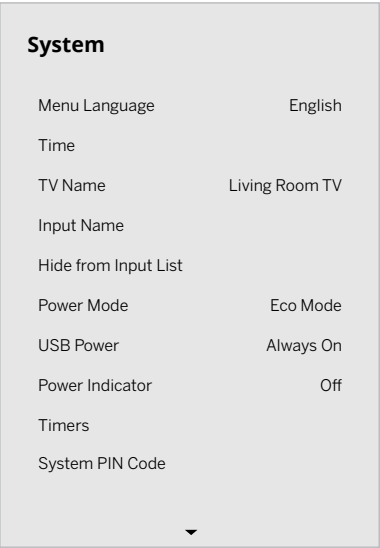 System
Menu Language English
Time
TV Name Living Room TV
Input Name
Hide from Input List
Power Mode Eco Mode
USB Power Always On
Power Indicator Off
Timers
System PIN Code